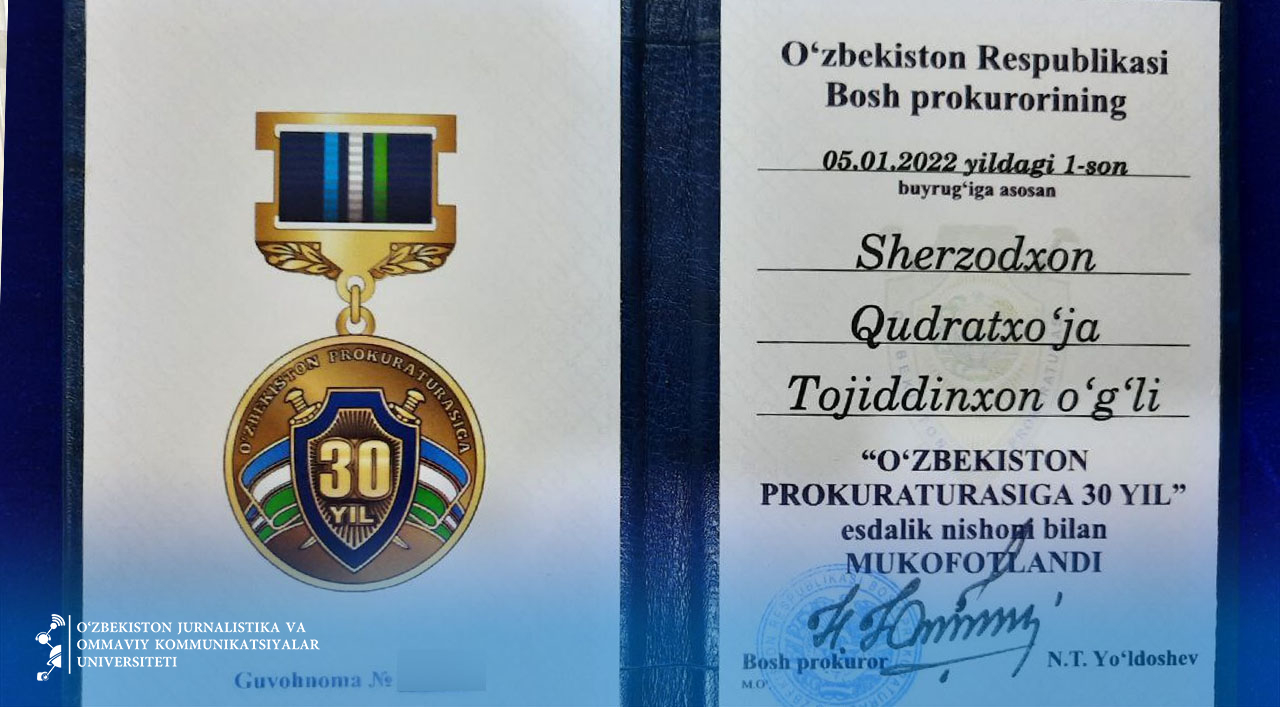 O‘ZBEKISTON PROKURATURASIGA
30
YIL
O‘ZBEKISTON JURNALISTIKA VA
OMMAVIY KOMMUNIKATSIYALAR
UNIVERSITETI
Guvohnoma №
O‘zbekiston Respublikasi
Bosh prokurorining
05.01.2022 yildagi 1-son
buyrug‘iga asosan
Sherzodxon
Qudratxo‘ja
Tojiddinxon o‘g‘li
“O‘ZBEKISTON
PROKURATURASIGA 30 YIL”
esdalik nishoni bilan
MUKOFOTLANDI
Bosh prokuror
N.T. Yo‘ldoshev
M.O‘